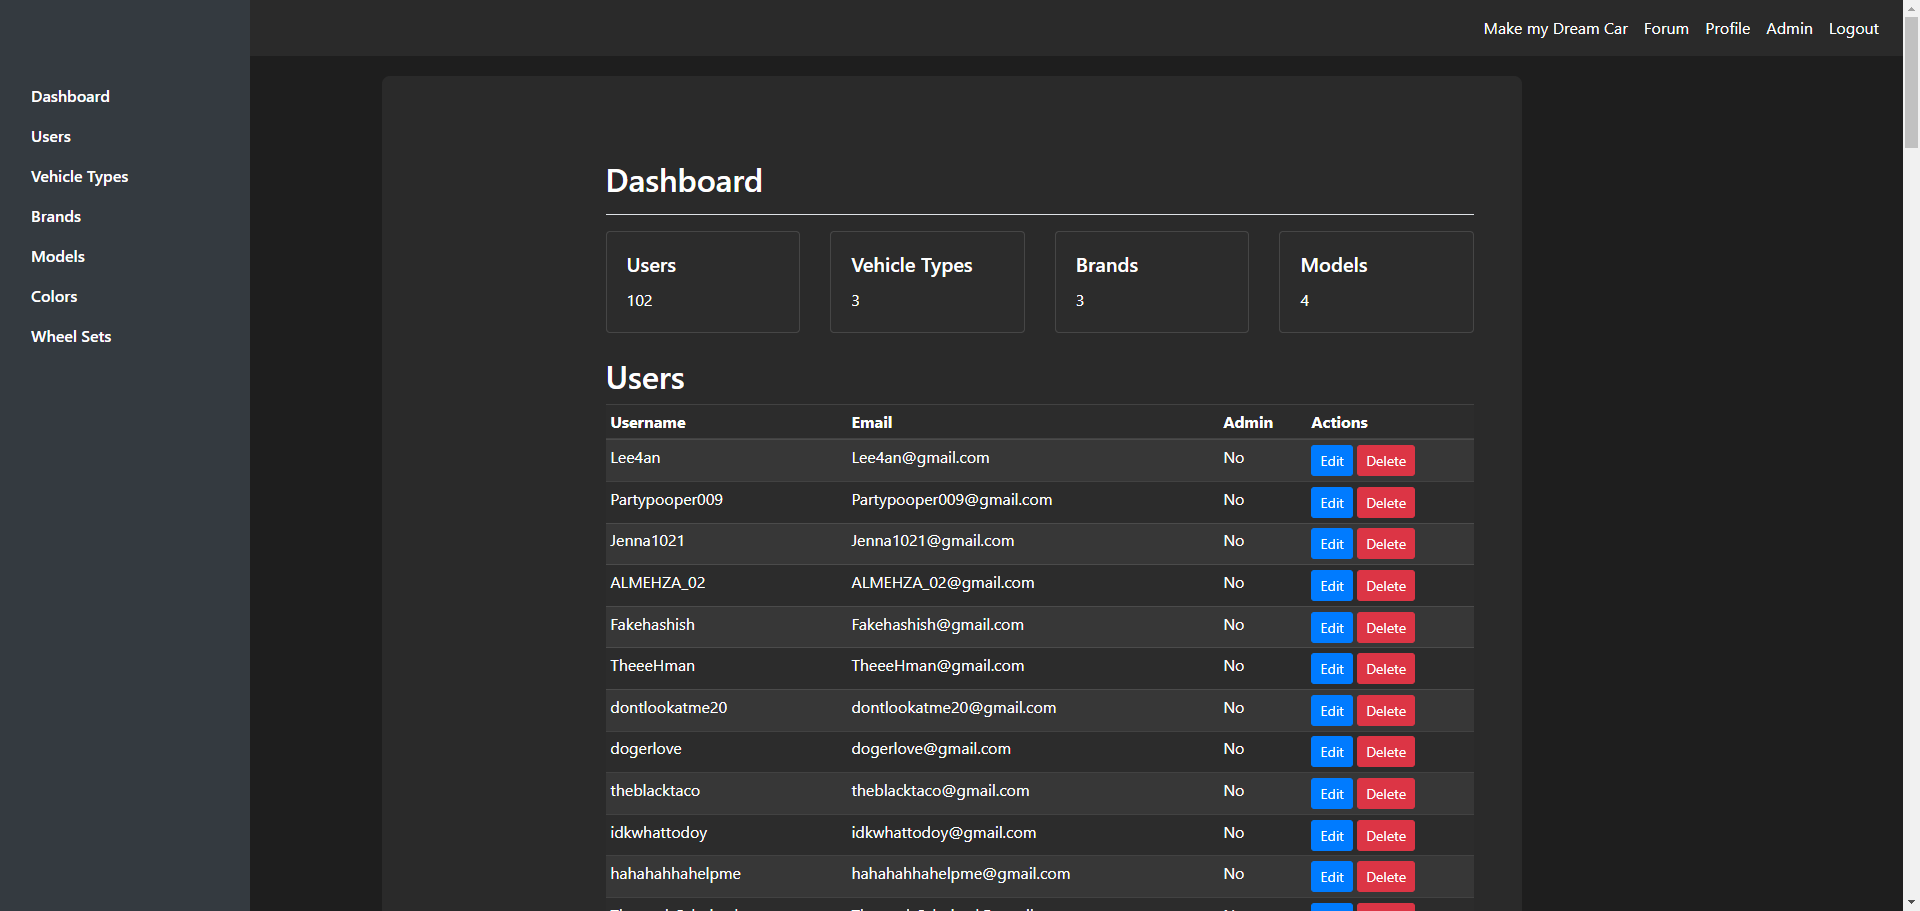 Make my Dream Car Forum Profile Admin Logout
Dashboard
Users
Vehicle Types
Brands
Models
Colors
Wheel Sets
Dashboard
Users Vehicle Types Brands Models
102 3 3 4
Users
Username Email Admin Actions
Lee4an Lee4an@gmail.com No Edit Delete
Partypooper009 Partypooper009@gmail.com No Edit Delete
Jenna1021 Jenna1021@gmail.com No Edit Delete
ALMEHZA_02 ALMEHZA_02@gmail.com No Edit Delete
Fakehashish Fakehashish@gmail.com No Edit Delete
TheeeHman TheeeHman@gmail.com No Edit Delete
dontlookatme20 dontlookatme20@gmail.com No Edit Delete
dogerlove dogerlove@gmail.com No Edit Delete
theblacktaco theblacktaco@gmail.com No Edit Delete
idkwhattodoy idkwhattodoy@gmail.com No Edit Delete
hahahahhahelpme hahahahhahelpme@gmail.com No Edit Delete